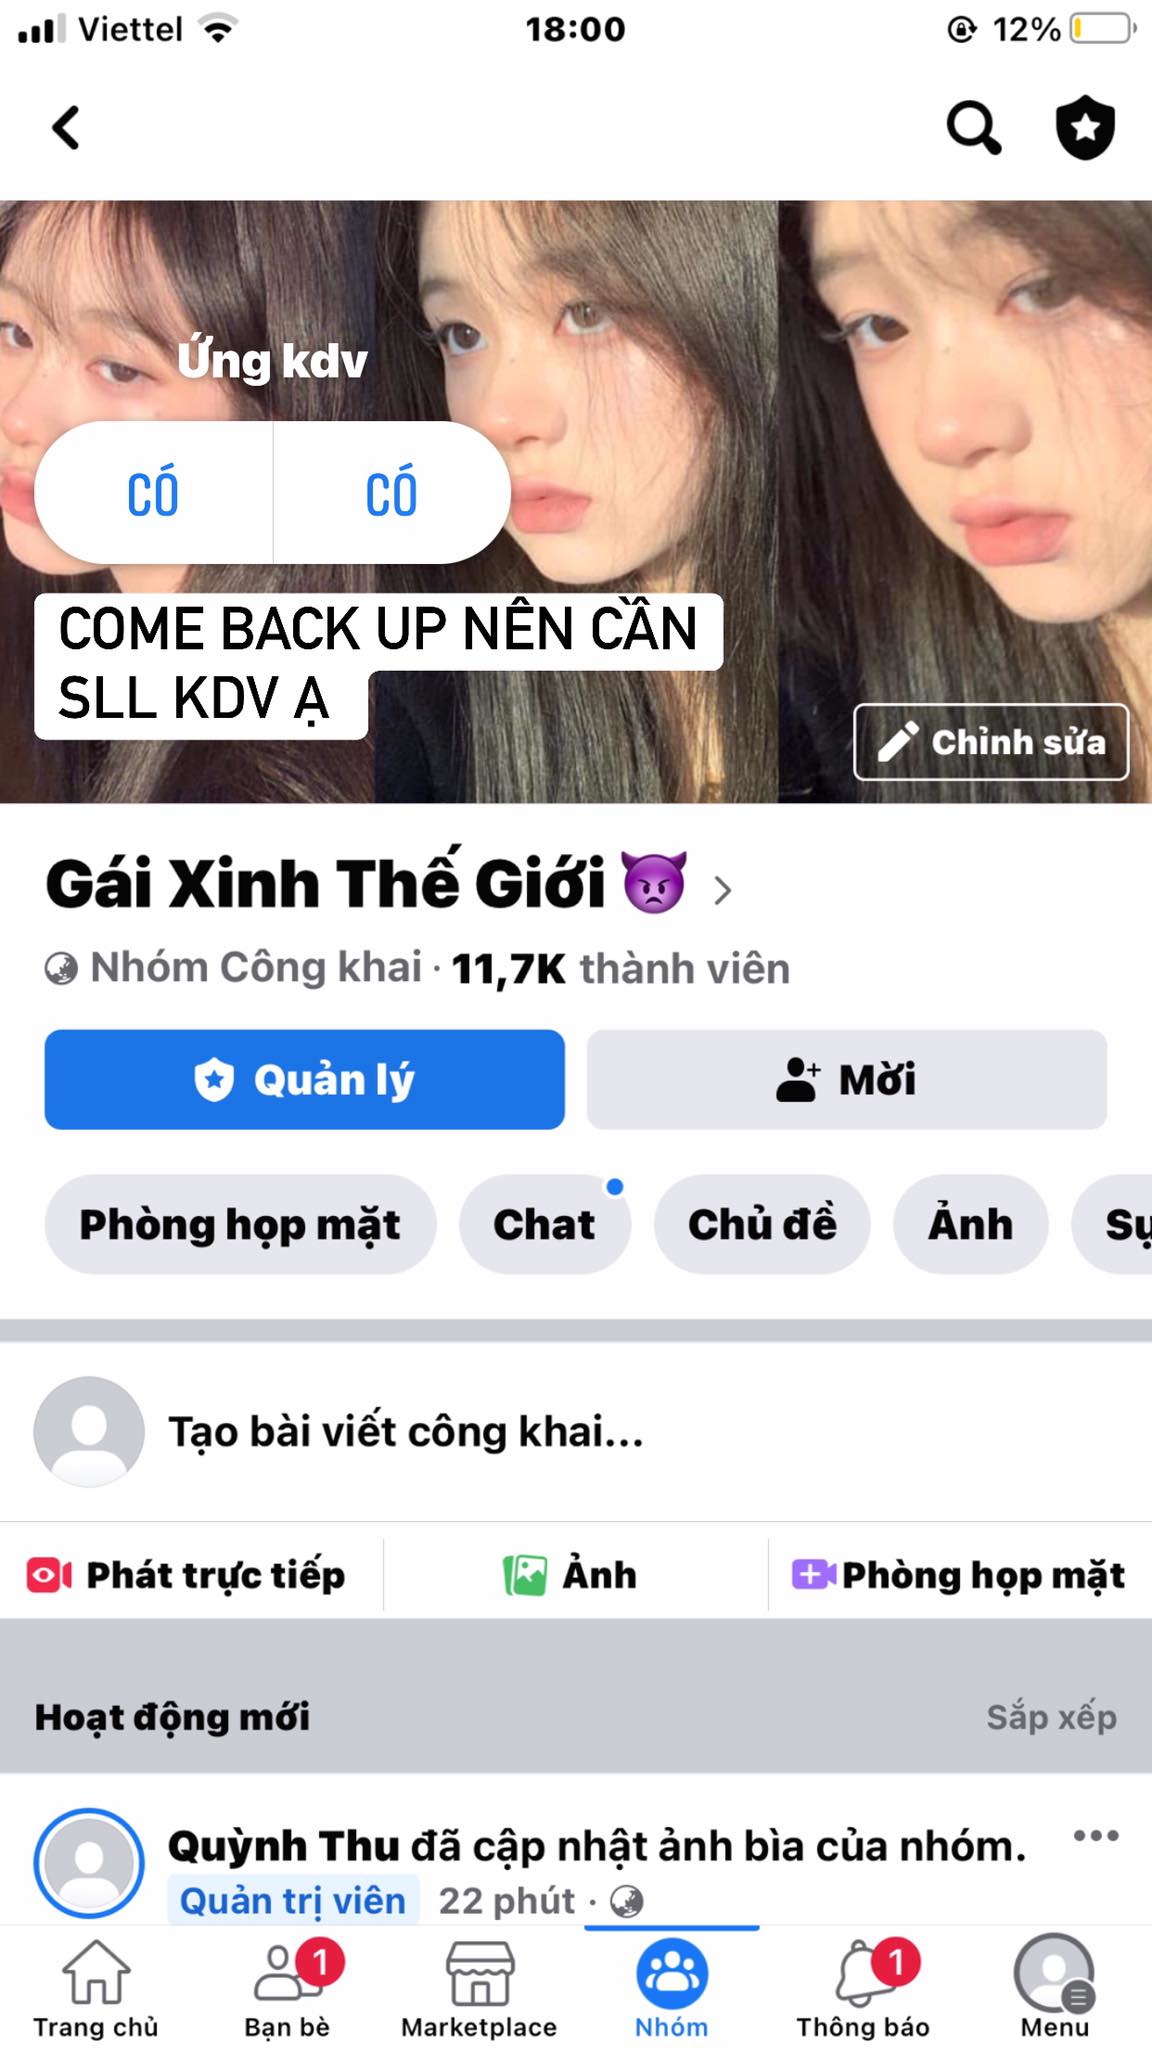 Viettel 18:00 12%
Ứng kdv
CÓ CÓ
COME BACK UP NÊN CẦN
SLL KDV Ạ
Chỉnh sửa
Gái Xinh Thế Giới
Nhóm Công khai · 11,7K thành viên
Quản lý Mời
Phòng họp mặt Chat Chủ đề Ảnh Sự
Tạo bài viết công khai...
Phát trực tiếp Ảnh Phòng họp mặt
Hoạt động mới Sắp xếp
Quỳnh Thu đã cập nhật ảnh bìa của nhóm.
Quản trị viên 22 phút ·
1 1
Trang chủ Bạn bè Marketplace Nhóm Thông báo Menu